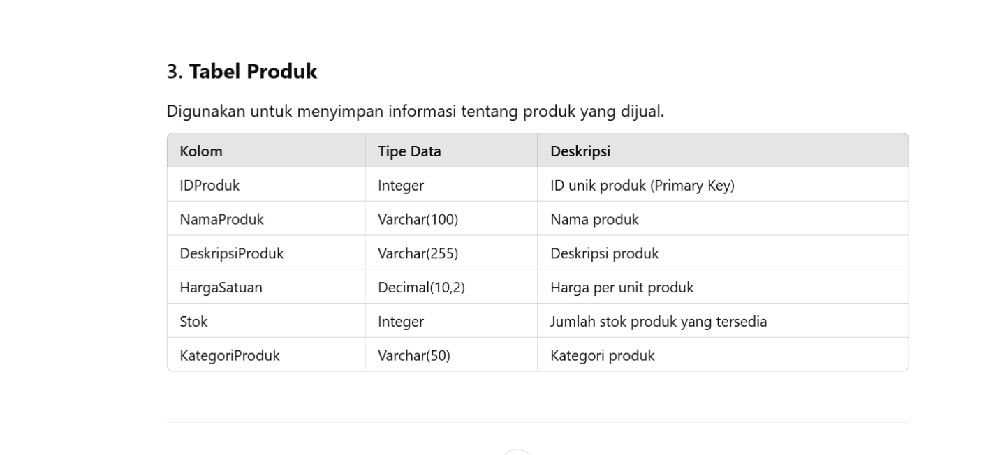 3. Tabel Produk
Digunakan untuk menyimpan informasi tentang produk yang dijual.
Kolom Tipe Data Deskripsi
IDProduk Integer ID unik produk (Primary Key)
NamaProduk Varchar(100) Nama produk
DeskripsiProduk Varchar(255) Deskripsi produk
HargaSatuan Decimal(10,2) Harga per unit produk
Stok Integer Jumlah stok produk yang tersedia
KategoriProduk Varchar(50) Kategori produk